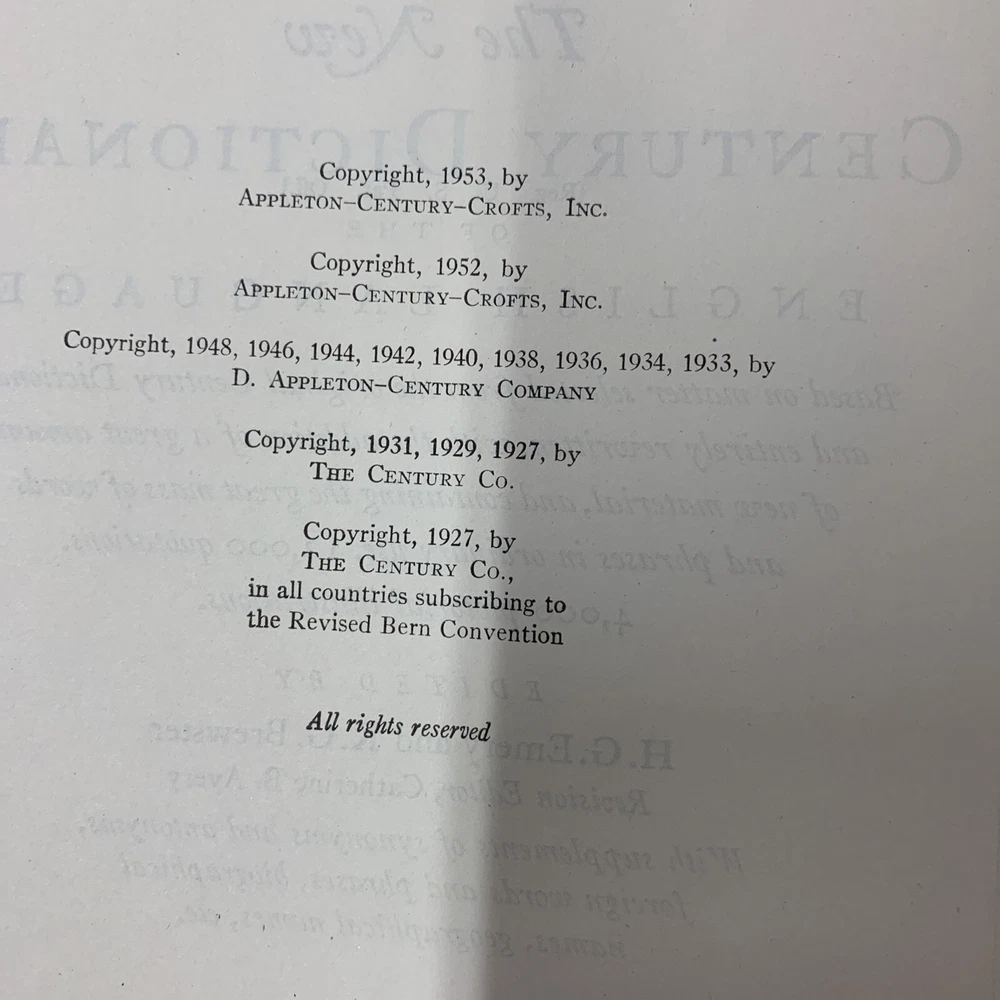 Copyright, 1953, by
APPLETON–CENTURY–CROFTS, INC.
Copyright, 1952, by
APPLETON–CENTURY–CROFTS, INC.
Copyright, 1948, 1946, 1944, 1942, 1940, 1938, 1936, 1934, 1933, by
D. APPLETON–CENTURY COMPANY
Copyright, 1931, 1929, 1927, by
THE CENTURY CO.
Copyright, 1927, by
THE CENTURY CO.,
in all countries subscribing to
the Revised Bern Convention
All rights reserved